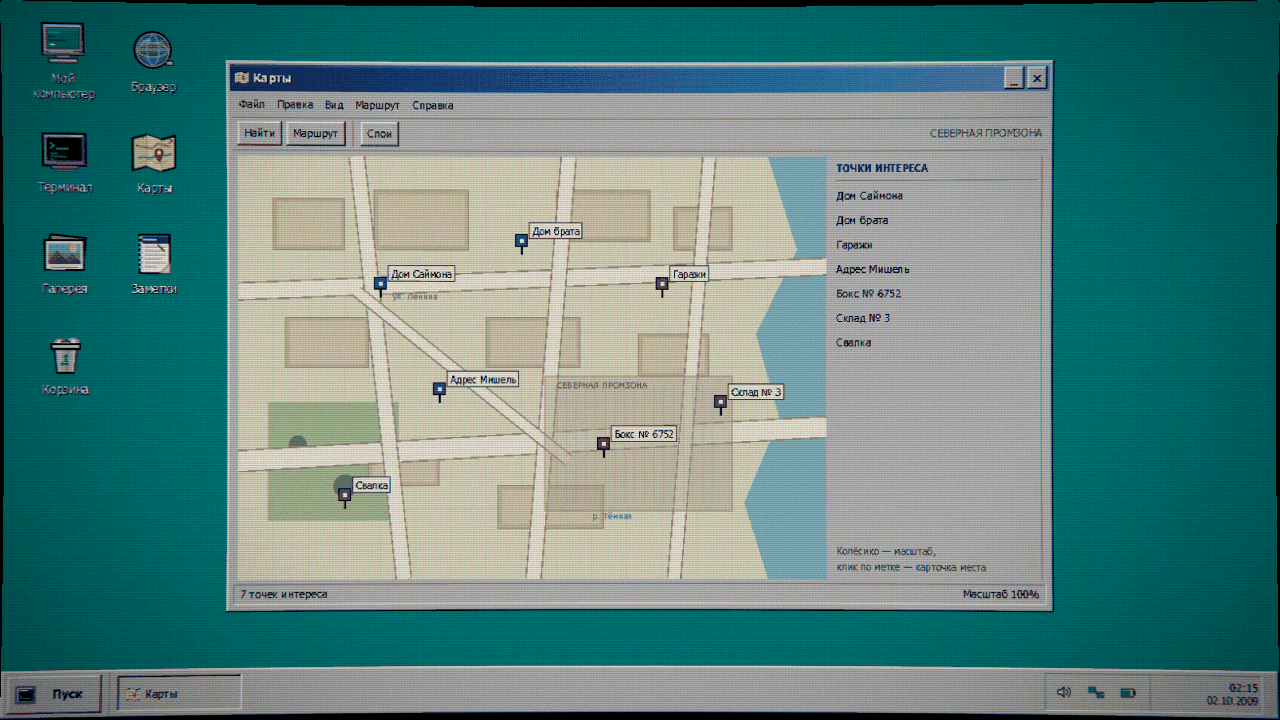 Мой
компьютер
Браузер
Терминал
Карты
Галерея
Заметки
Корзина
Карты
Файл Правка Вид Маршрут Справка
Найти Маршрут Слои
СЕВЕРНАЯ ПРОМЗОНА
Дом брата
Дом Саймона
Гаражи
ул. Ленина
Адрес Мишель
СЕВЕРНАЯ ПРОМЗОНА
Склад № 3
Бокс № 6752
Свалка
р. Тёмная
ТОЧКИ ИНТЕРЕСА
Дом Саймона
Дом брата
Гаражи
Адрес Мишель
Бокс № 6752
Склад № 3
Свалка
Колёсико — масштаб,
клик по метке — карточка места
7 точек интереса
Масштаб 100%
Пуск
Карты
02:15
02.10.2009